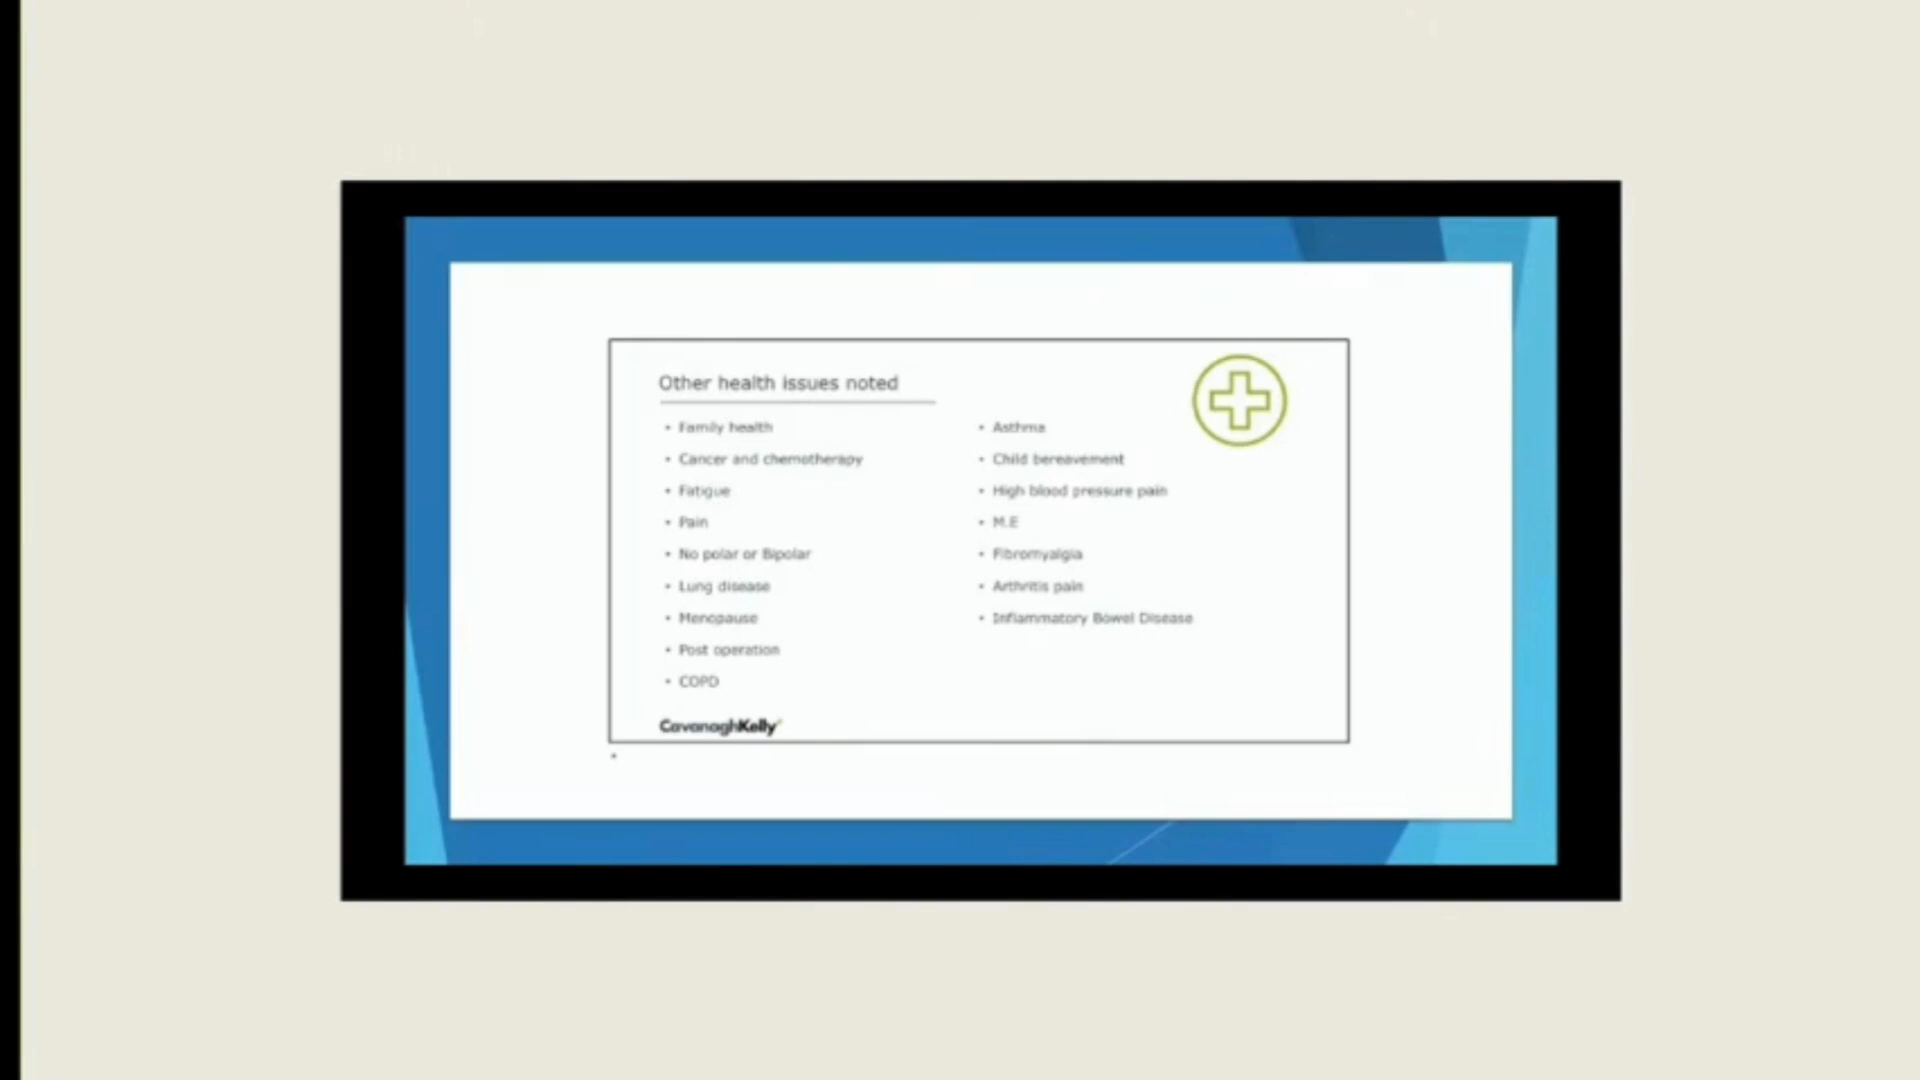 Other health issues noted
• Family health
• Cancer and chemotherapy
• Fatigue
• Pain
• No polar or Bipolar
• Lung disease
• Menopause
• Post operation
• COPD
• Asthma
• Child bereavement
• High blood pressure pain
• M.E
• Fibromyalgia
• Arthritis pain
• Inflammatory Bowel Disease
CavanaghKelly